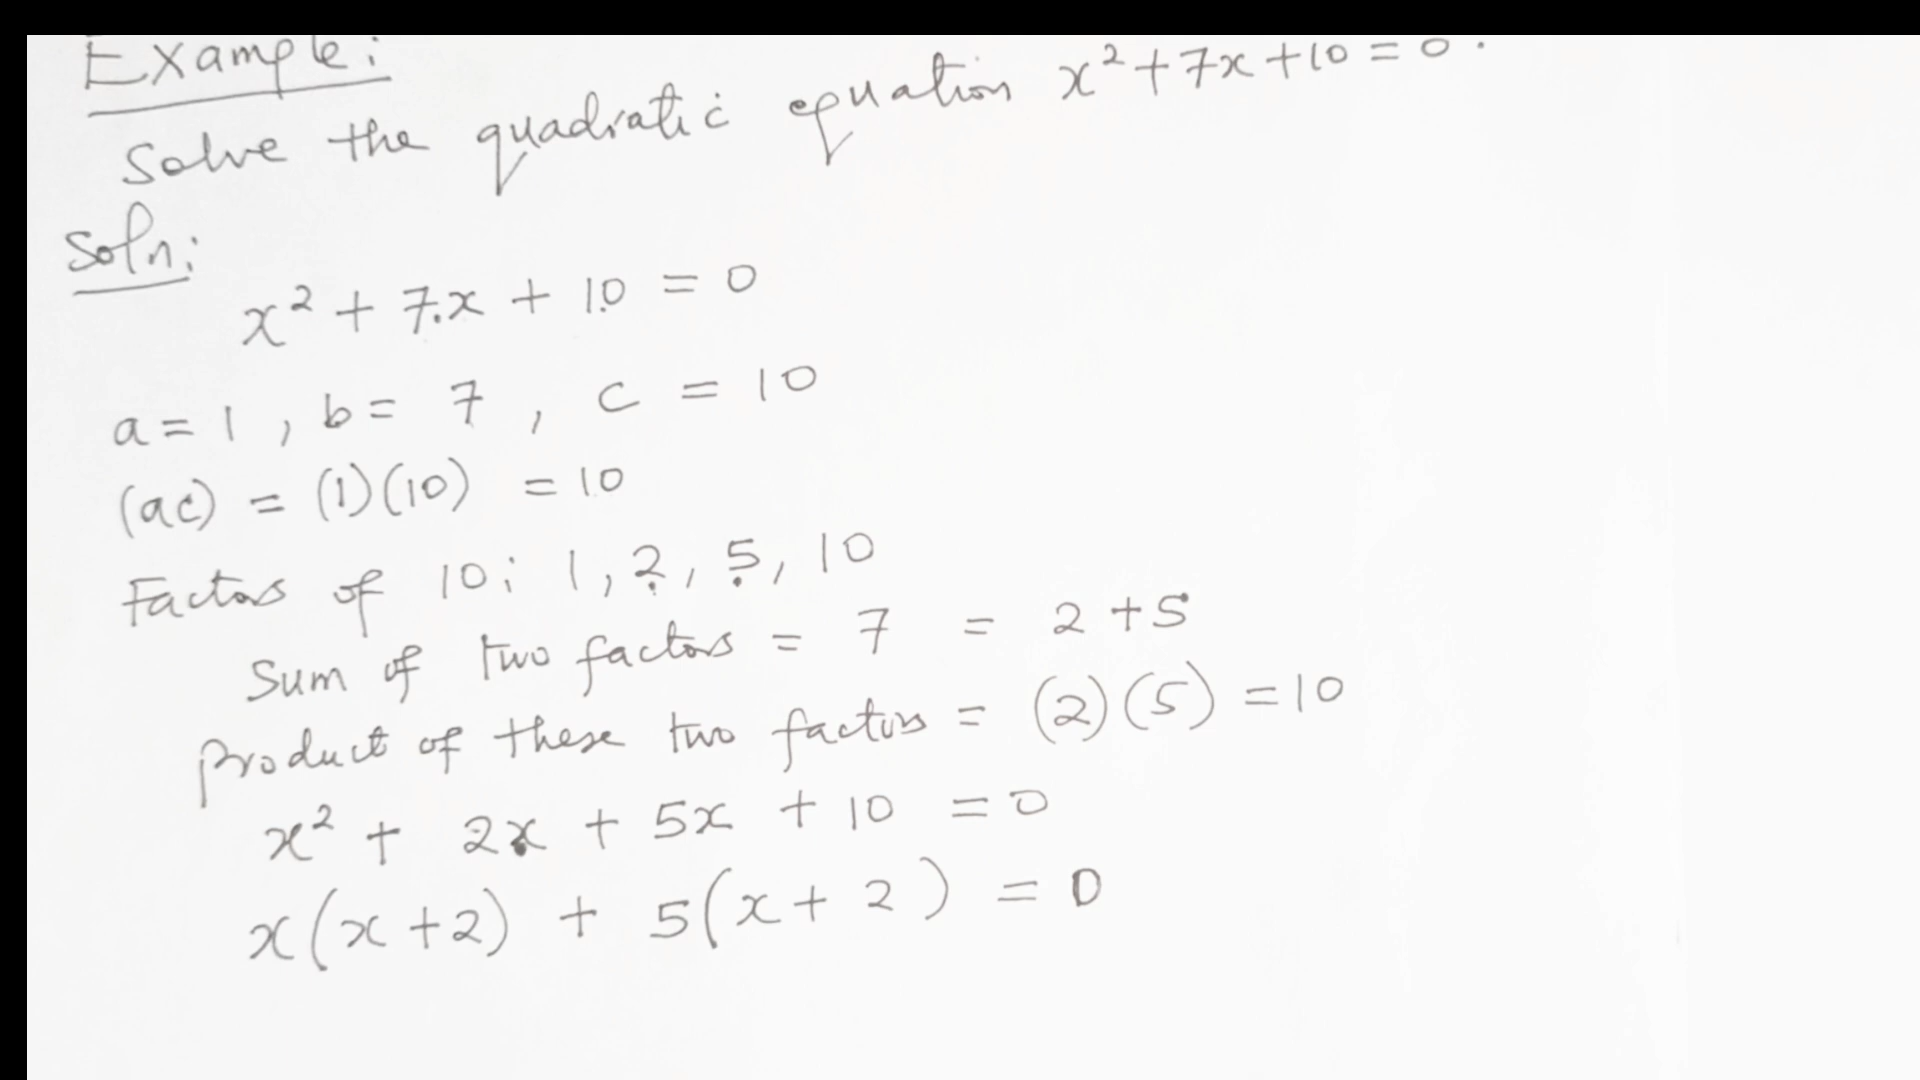 Example:
Solve the quadratic equation x² + 7x + 10 = 0.
Soln:
x² + 7.x + 10 = 0
a = 1, b = 7, c = 10
(ac) = (1)(10) = 10
Factors of 10: 1, 2, 5, 10
Sum of two factors = 7 = 2 + 5
product of these two factors = (2)(5) = 10
x² + 2x + 5x + 10 = 0
x(x+2) + 5(x+2) = 0